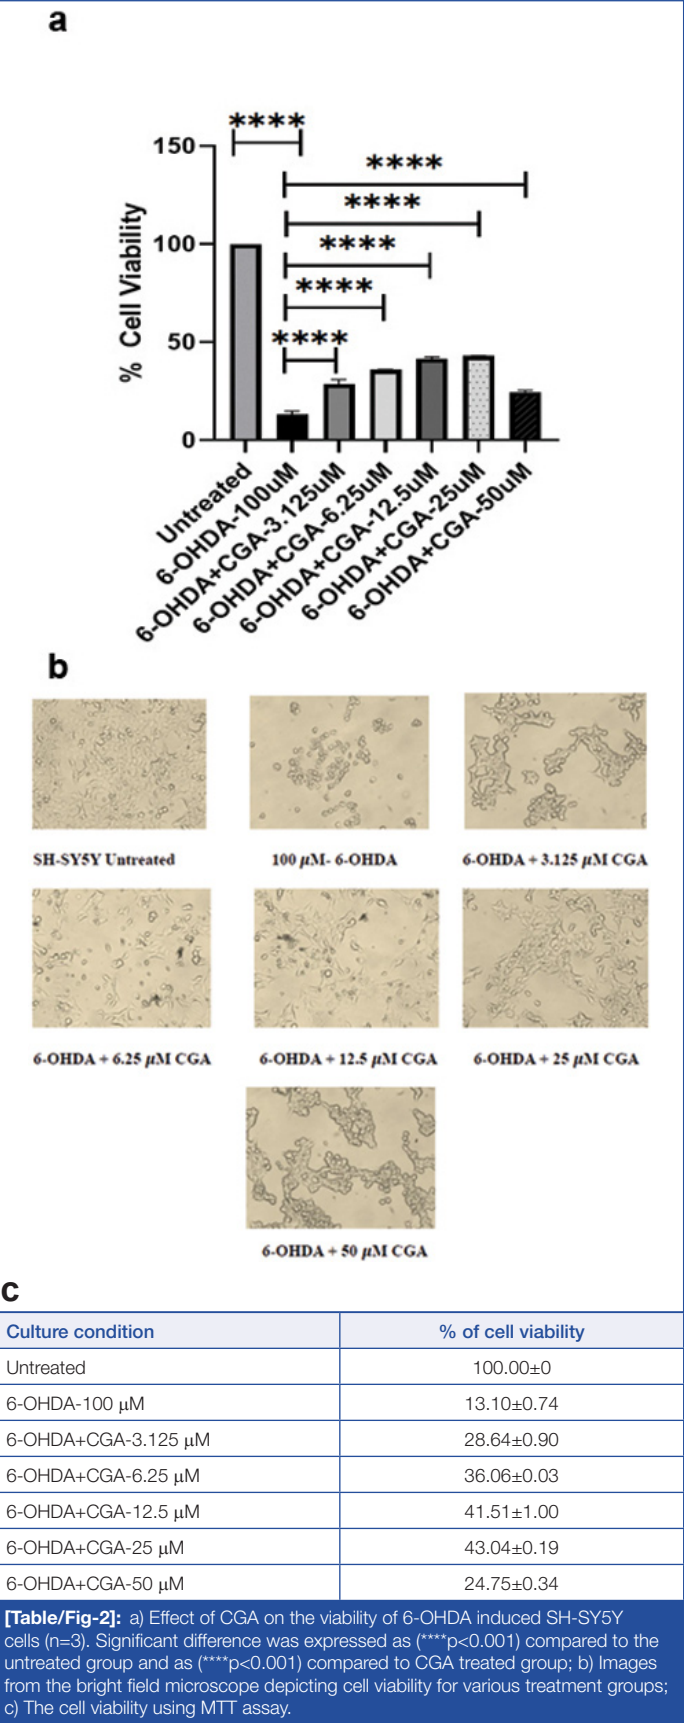 a
****
****
****
****
****
****
150
100
50
0
% Cell Viability
Untreated
6-OHDA-100uM
6-OHDA+CGA-3.125uM
6-OHDA+CGA-6.25uM
6-OHDA+CGA-12.5uM
6-OHDA+CGA-25uM
6-OHDA+CGA-50uM
b
SH-SY5Y Untreated
100 µM- 6-OHDA
6-OHDA + 3.125 µM CGA
6-OHDA + 6.25 µM CGA
6-OHDA + 12.5 µM CGA
6-OHDA + 25 µM CGA
6-OHDA + 50 µM CGA
c
Culture condition % of cell viability
Untreated 100.00±0
6-OHDA-100 µM 13.10±0.74
6-OHDA+CGA-3.125 µM 28.64±0.90
6-OHDA+CGA-6.25 µM 36.06±0.03
6-OHDA+CGA-12.5 µM 41.51±1.00
6-OHDA+CGA-25 µM 43.04±0.19
6-OHDA+CGA-50 µM 24.75±0.34
[Table/Fig-2]: a) Effect of CGA on the viability of 6-OHDA induced SH-SY5Y
cells (n=3). Significant difference was expressed as (****p<0.001) compared to the
untreated group and as (****p<0.001) compared to CGA treated group; b) Images
from the bright field microscope depicting cell viability for various treatment groups;
c) The cell viability using MTT assay.